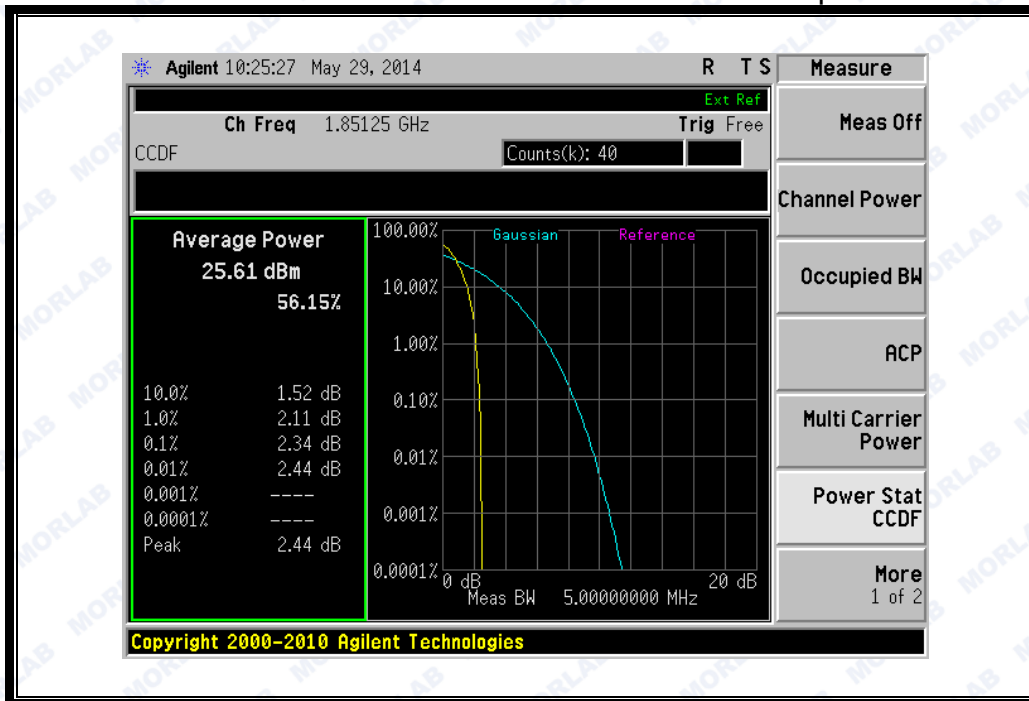 Agilent 10:25:27 May 29, 2014 R T S
Measure
Ext Ref
Ch Freq 1.85125 GHz Trig Free
CCDF Counts(k): 40
Average Power
25.61 dBm
56.15%
10.0% 1.52 dB
1.0% 2.11 dB
0.1% 2.34 dB
0.01% 2.44 dB
0.001% ----
0.0001% ----
Peak 2.44 dB
Gaussian Reference
100.00%
10.00%
1.00%
0.10%
0.01%
0.001%
0.0001%
0 dB 20 dB
Meas BW 5.00000000 MHz
Meas Off
Channel Power
Occupied BW
ACP
Multi Carrier
Power
Power Stat
CCDF
More
1 of 2
Copyright 2000-2010 Agilent Technologies
MORLAB